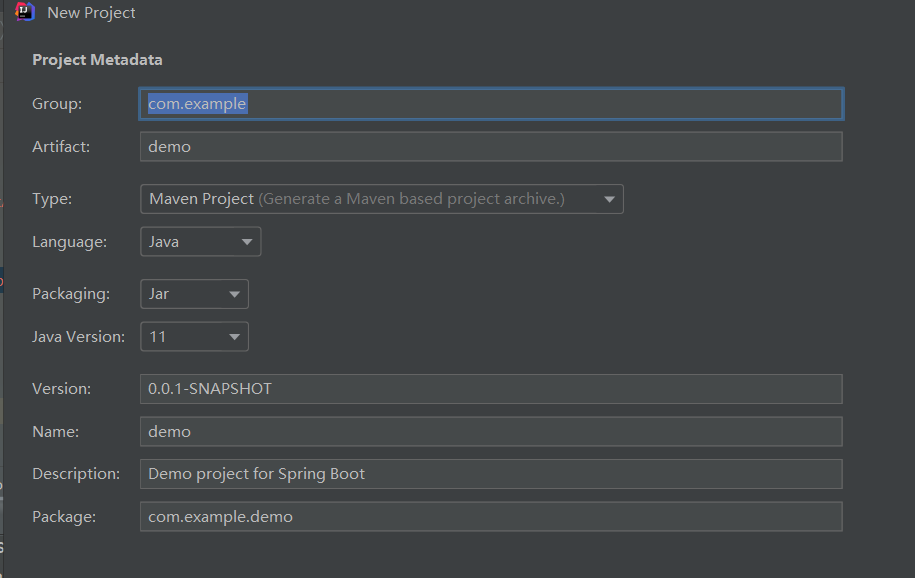 New Project
Project Metadata
Group: com.example
Artifact: demo
Type: Maven Project (Generate a Maven based project archive.)
Language: Java
Packaging: Jar
Java Version: 11
Version: 0.0.1-SNAPSHOT
Name: demo
Description: Demo project for Spring Boot
Package: com.example.demo